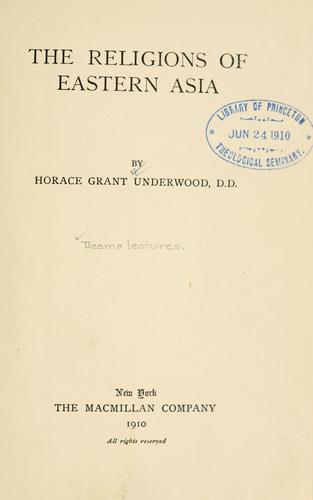 THE RELIGIONS OF
EASTERN ASIA
LIBRARY OF PRINCETON
JUN 24 1910
THEOLOGICAL SEMINARY.
BY
HORACE GRANT UNDERWOOD, D.D.
Deems lectures.
New York
THE MACMILLAN COMPANY
1910
All rights reserved